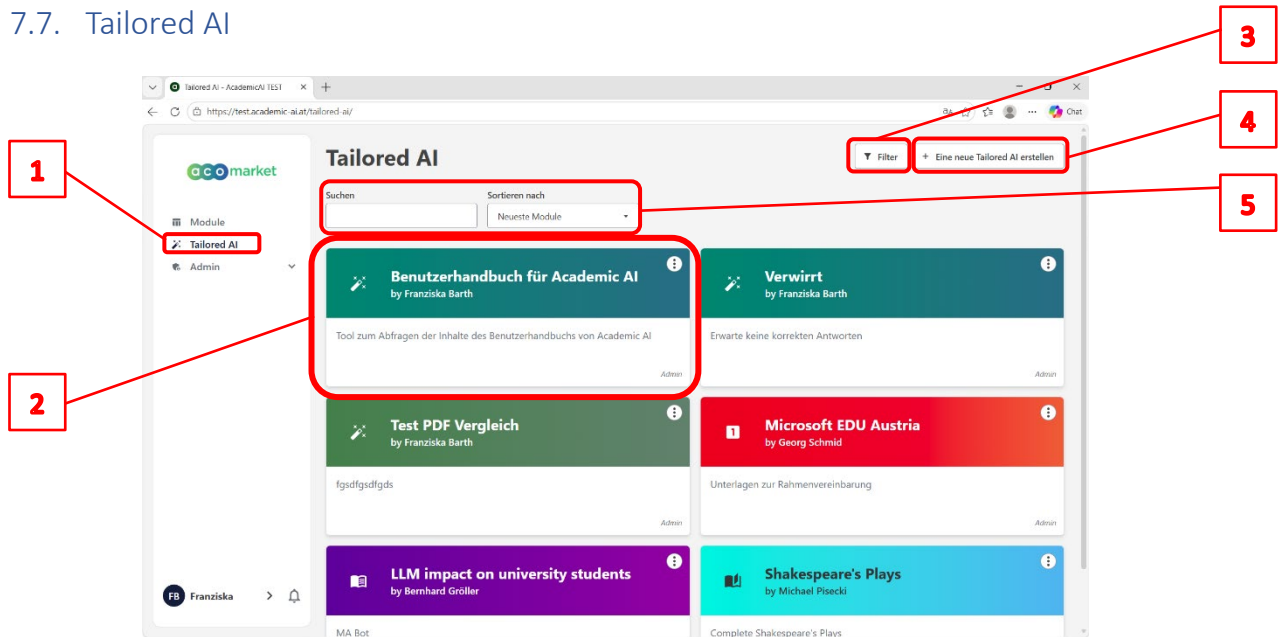 7.7. Tailored AI
3
Tailored AI - AcademicAI TEST
https://test.academic-ai.at/tailored-ai/
Chat
4
1
acomarket
Tailored AI
Filter
+ Eine neue Tailored AI erstellen
Suchen
Sortieren nach
5
Module
Neueste Module
Tailored AI
Admin
Benutzerhandbuch für Academic AI
by Franziska Barth
Verwirrt
by Franziska Barth
Tool zum Abfragen der Inhalte des Benutzerhandbuchs von Academic AI
Erwarte keine korrekten Antworten
Admin
Admin
2
Test PDF Vergleich
by Franziska Barth
1
Microsoft EDU Austria
by Georg Schmid
fgsdfgsdfgds
Unterlagen zur Rahmenvereinbarung
Admin
Admin
LLM impact on university students
by Bernhard Gröller
Shakespeare's Plays
by Michael Pisecki
FB Franziska
MA Bot
Complete Shakespeare's Plays